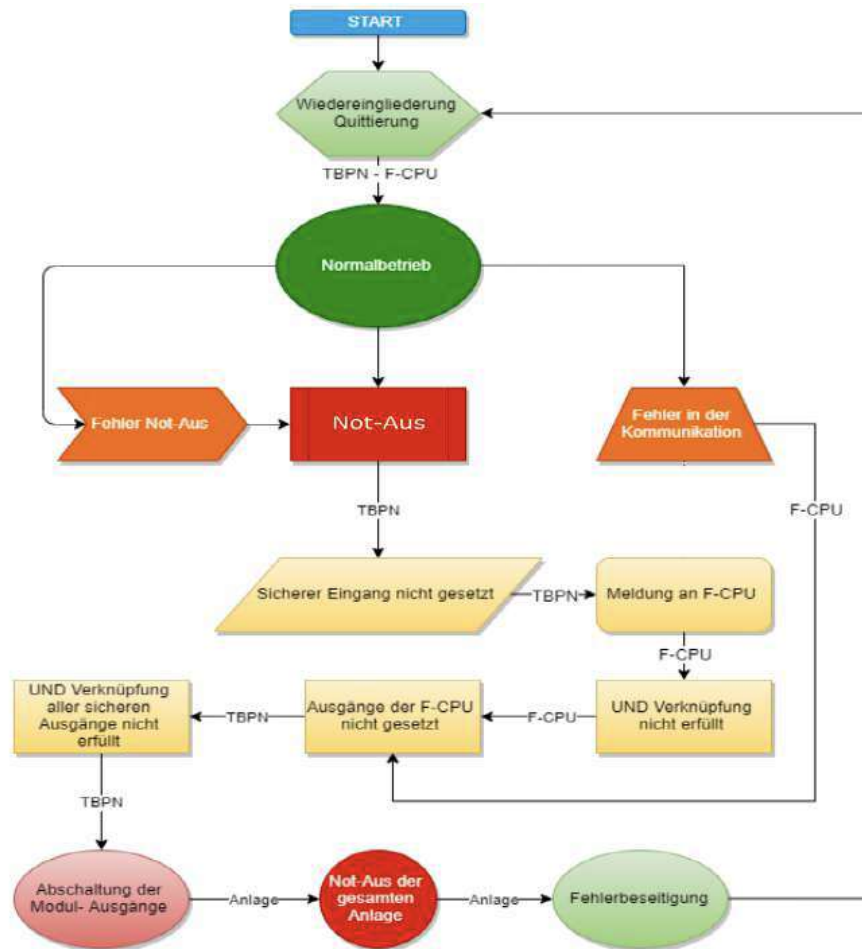 START
Wiedereingliederung
Quittierung
TBPN - F-CPU
Normalbetrieb
Fehler Not-Aus
Not-Aus
Fehler in der
Kommunikation
TBPN
F-CPU
Sicherer Eingang nicht gesetzt
TBPN
Meldung an F-CPU
F-CPU
UND Verknüpfung
aller sicheren
Ausgänge nicht
erfüllt
TBPN
Ausgänge der F-CPU
nicht gesetzt
F-CPU
UND Verknüpfung
nicht erfüllt
TBPN
Abschaltung der
Modul- Ausgänge
Anlage
Not-Aus der
gesamten
Anlage
Anlage
Fehlerbeseitigung